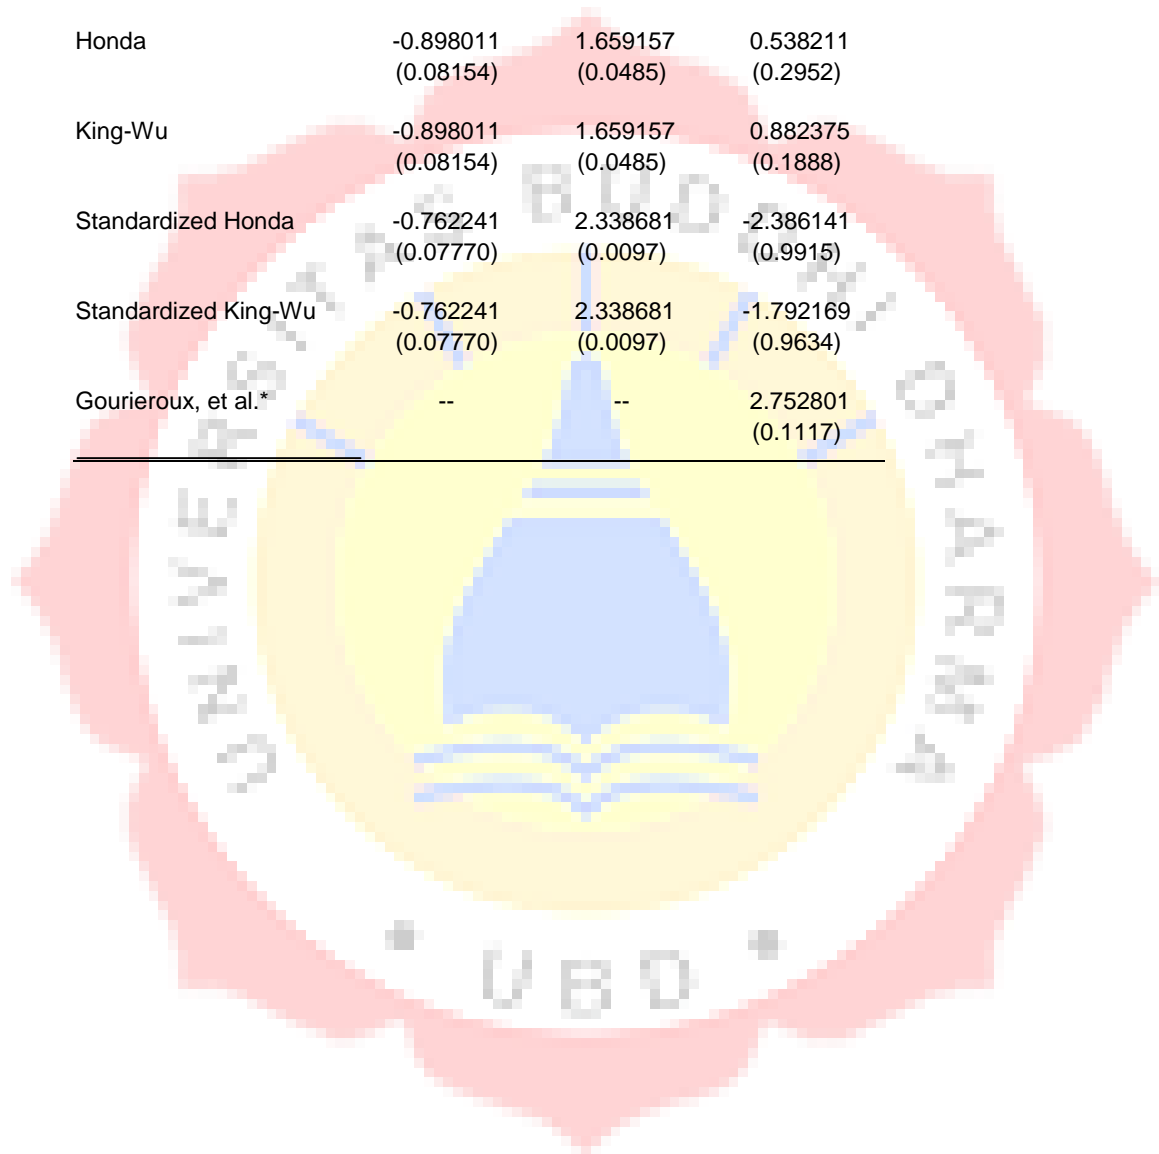 Honda -0.898011 1.659157 0.538211
(0.08154) (0.0485) (0.2952)
King-Wu -0.898011 1.659157 0.882375
(0.08154) (0.0485) (0.1888)
Standardized Honda -0.762241 2.338681 -2.386141
(0.07770) (0.0097) (0.9915)
Standardized King-Wu -0.762241 2.338681 -1.792169
(0.07770) (0.0097) (0.9634)
Gourieroux, et al.* -- -- 2.752801
(0.1117)
UNIVERSITAS BUDDHI DHARMA
• UBD •